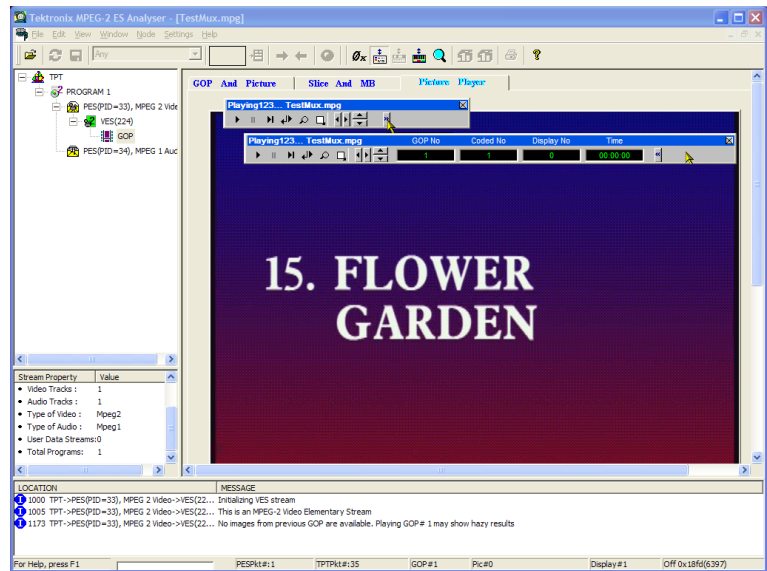 Tektronix MPEG-2 ES Analyser - [TestMux.mpg]
File Edit View Window Node Settings Help
Any
Øx
TPT
PROGRAM 1
PES(PID=33), MPEG 2 Vide
VES(224)
GOP
PES(PID=34), MPEG 1 Auc
GOP And Picture
Slice And MB
Picture Player
Playing123... TestMux.mpg
Playing123... TestMux.mpg GOP No Coded No Display No Time
1 1 0 00:00:00
15. FLOWER
GARDEN
Stream Property Value
Video Tracks : 1
Audio Tracks : 1
Type of Video : Mpeg2
Type of Audio : Mpeg1
User Data Streams:0
Total Programs: 1
LOCATION MESSAGE
1000 TPT->PES(PID=33), MPEG 2 Video->VES(22... Initializing VES stream
1005 TPT->PES(PID=33), MPEG 2 Video->VES(22... This is an MPEG-2 Video Elementary Stream
1173 TPT->PES(PID=33), MPEG 2 Video->VES(22... No images from previous GOP are available. Playing GOP# 1 may show hazy results
For Help, press F1 PESPkt#:1 TPTPkt#:35 GOP#1 Pic#0 Display#1 Off 0x18fd(6397)